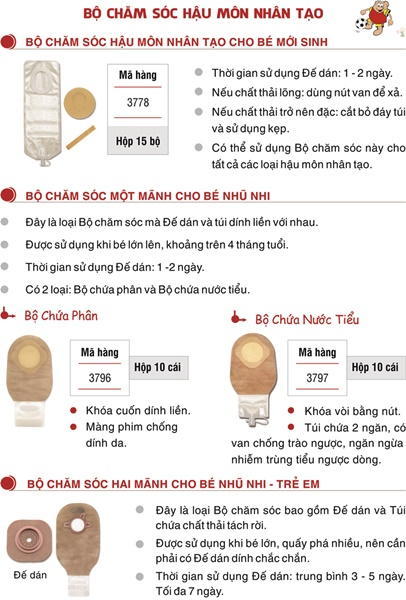 BỘ CHĂM SÓC HẬU MÔN NHÂN TẠO
BỘ CHĂM SÓC HẬU MÔN NHÂN TẠO CHO BÉ MỚI SINH
Mã hàng
3778
Hộp 15 bộ
Thời gian sử dụng Đế dán: 1 - 2 ngày.
Nếu chất thải lỏng: dùng nút van để xả.
Nếu chất thải trở nên đặc: cắt bỏ đáy túi
và sử dụng kẹp.
Có thể sử dụng Bộ chăm sóc này cho
tất cả các loại hậu môn nhân tạo.
BỘ CHĂM SÓC MỘT MÃNH CHO BÉ NHŨ NHI
Đây là loại Bộ chăm sóc mà Đế dán và túi dính liền với nhau.
Được sử dụng khi bé lớn lên, khoảng trên 4 tháng tuổi.
Thời gian sử dụng Đế dán: 1 -2 ngày.
Có 2 loại: Bộ chứa phân và Bộ chứa nước tiểu.
Bộ Chứa Phân
Mã hàng
3796
Hộp 10 cái
Khóa cuốn dính liền.
Màng phim chống
dính da.
Bộ Chứa Nước Tiểu
Mã hàng
3797
Hộp 10 cái
Khóa vòi bằng nút.
Túi chứa 2 ngăn, có
van chống trào ngược, ngăn ngừa
nhiễm trùng tiểu ngược dòng.
BỘ CHĂM SÓC HAI MÃNH CHO BÉ NHŨ NHI - TRẺ EM
Đế dán
Đây là loại Bộ chăm sóc bao gồm Đế dán và Túi
chứa chất thải tách rời.
Được sử dụng khi bé lớn, quấy phá nhiều, nên cần
phải có Đế dán dính chắc chắn.
Thời gian sử dụng Đế dán: trung bình 3 - 5 ngày.
Tối đa 7 ngày.